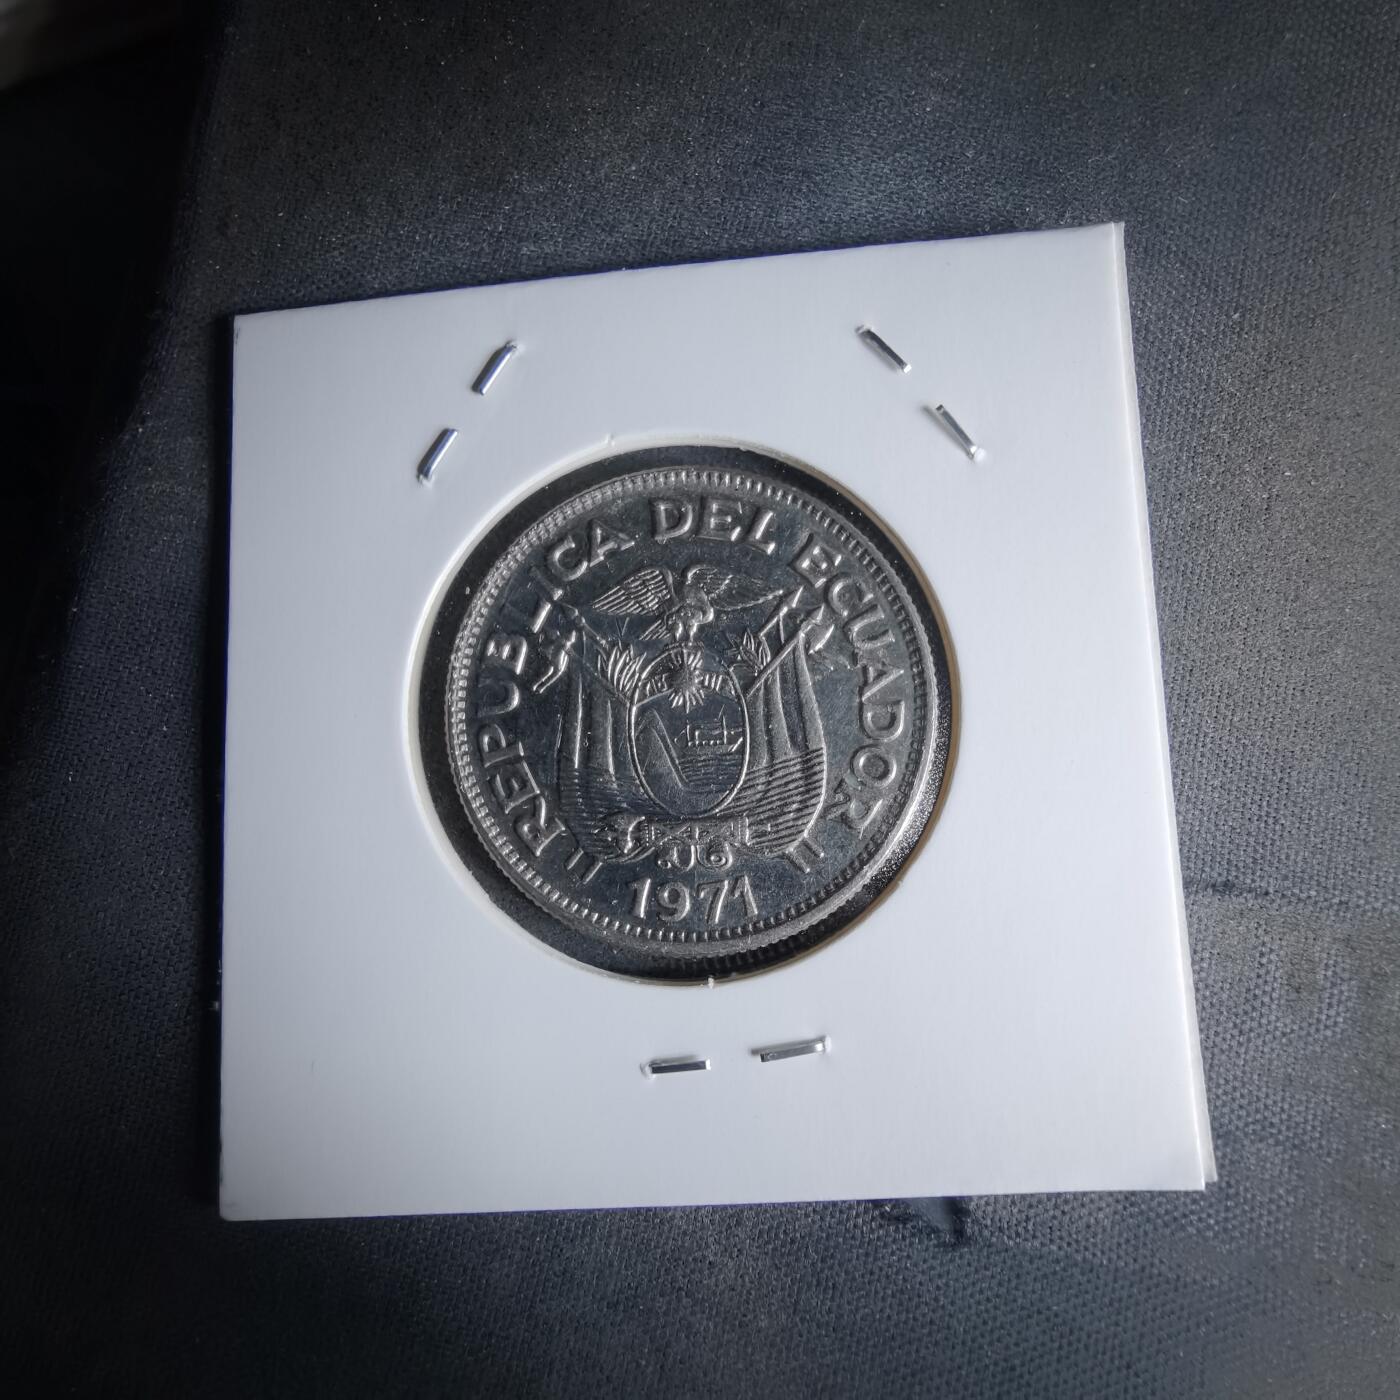 REPUBLICA DEL ECUADOR
1971